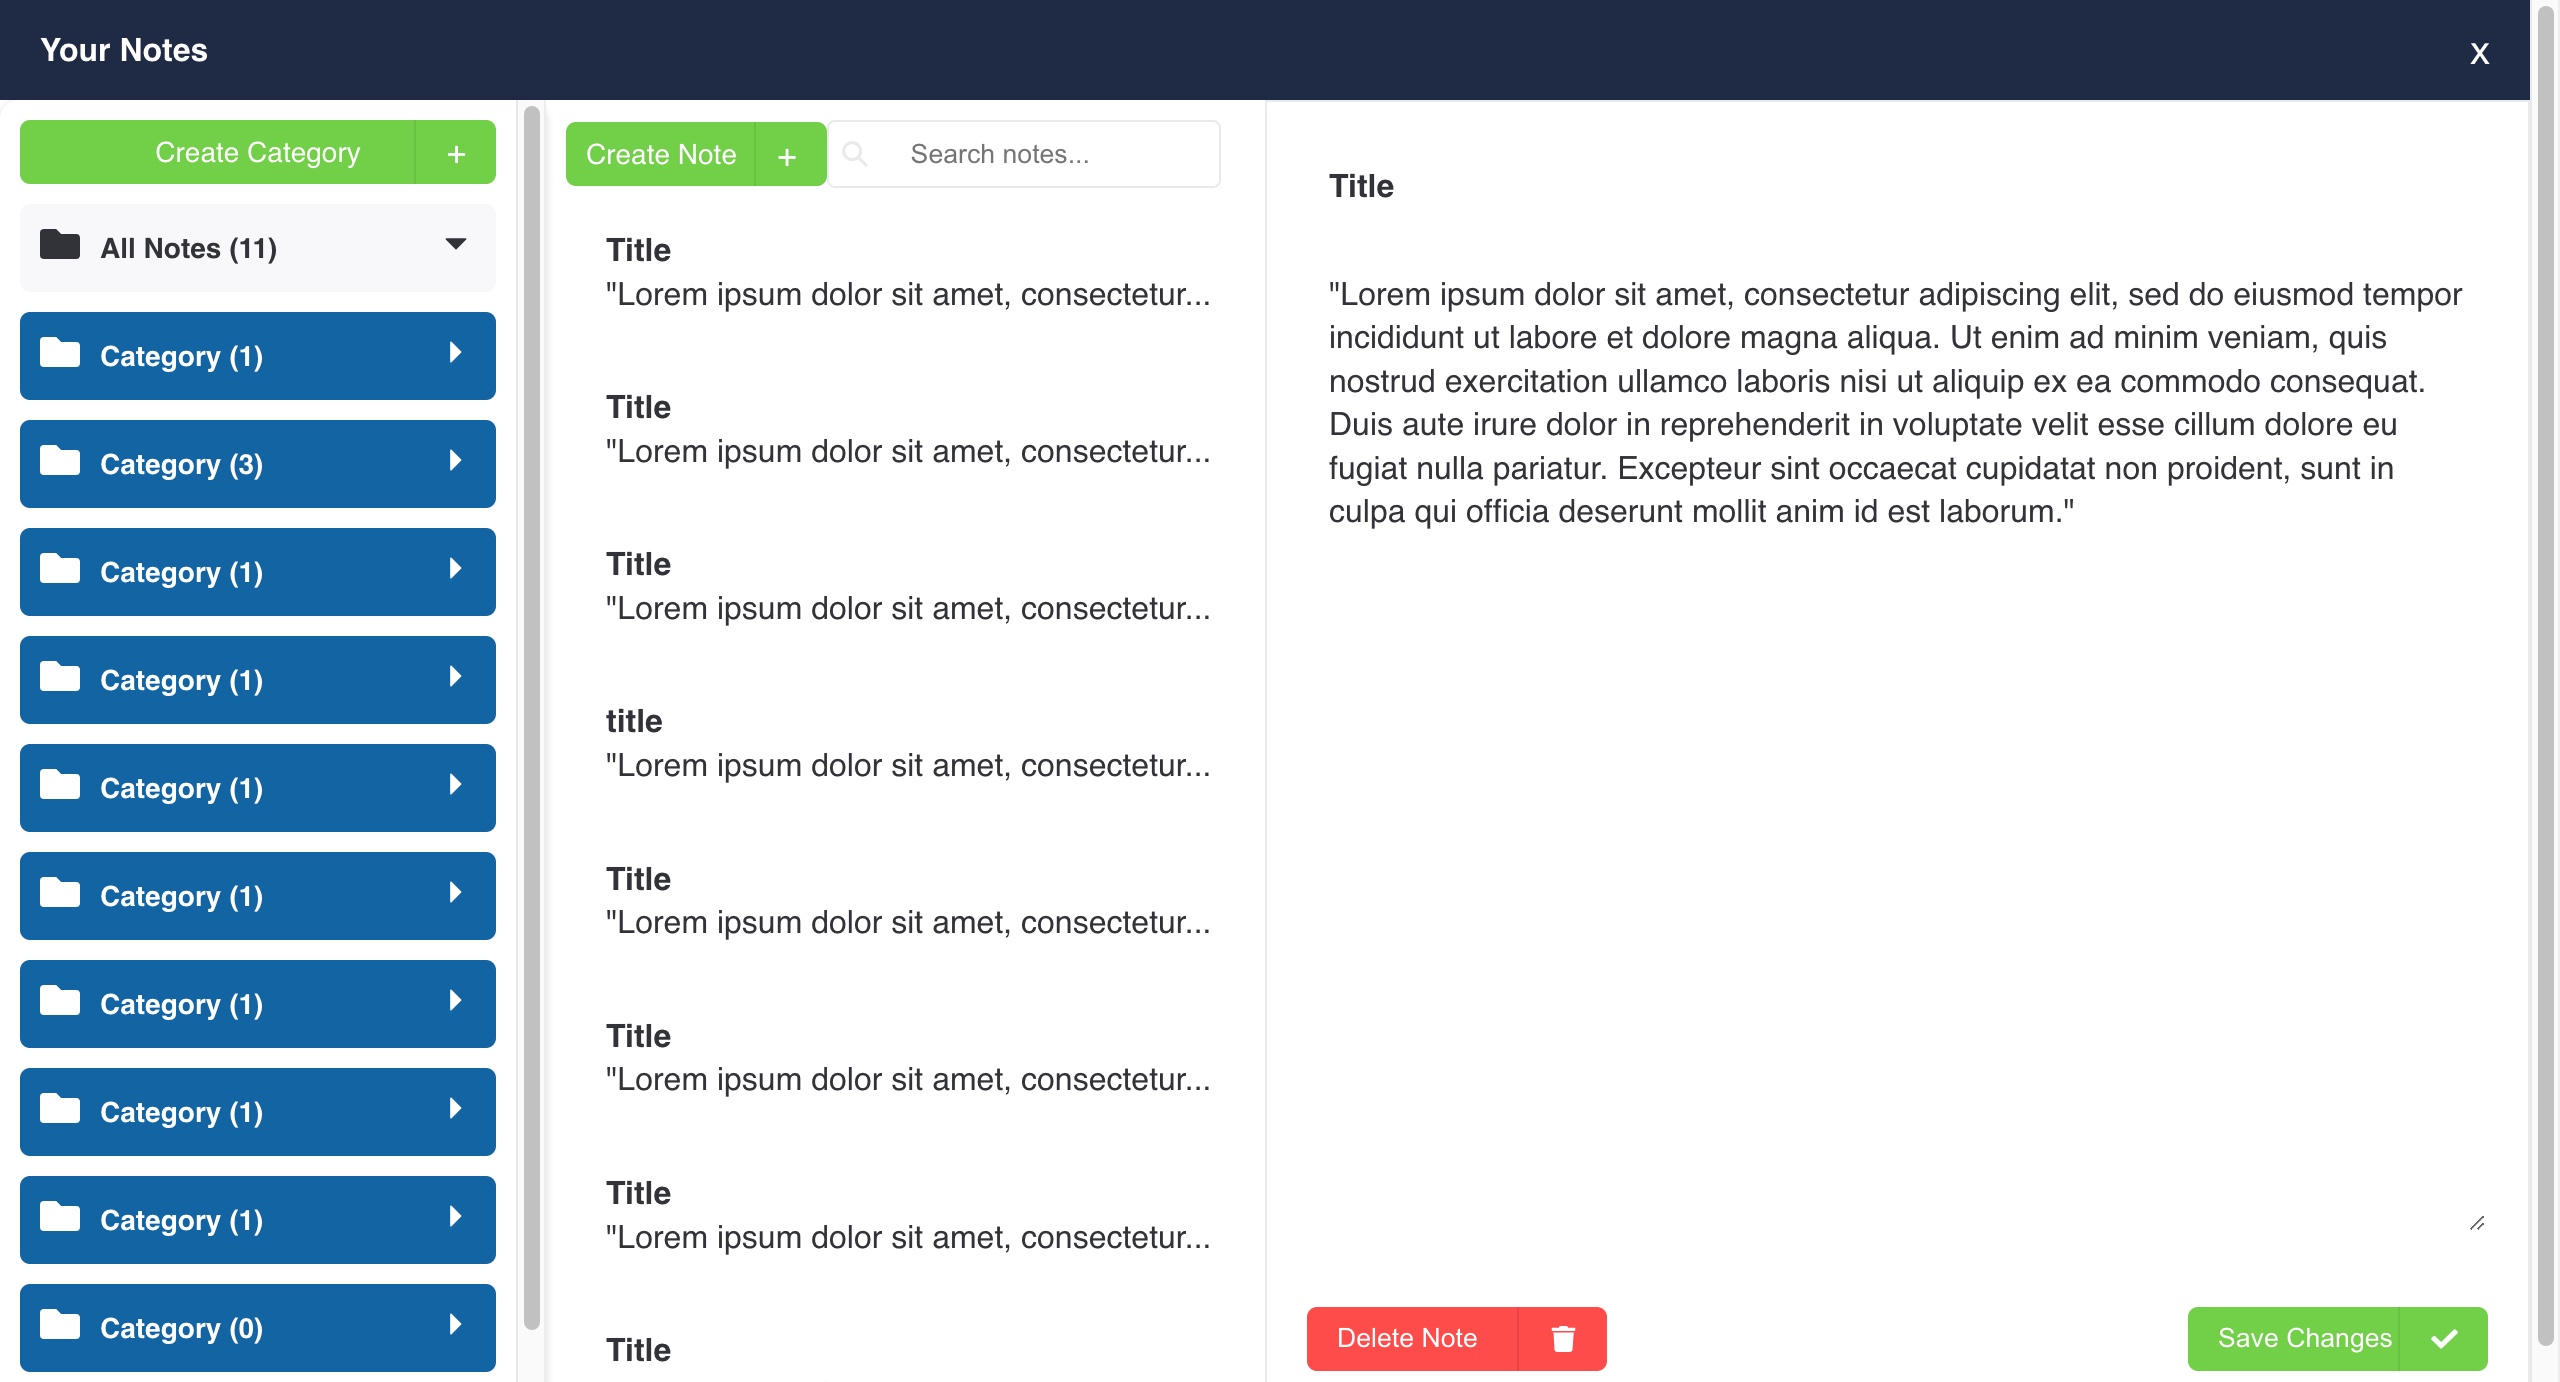 Your Notes
X
Create Category +
All Notes (11)
Category (1)
Category (3)
Category (1)
Category (1)
Category (1)
Category (1)
Category (1)
Category (1)
Category (1)
Category (0)
Create Note +
Search notes...
Title
"Lorem ipsum dolor sit amet, consectetur...
Title
"Lorem ipsum dolor sit amet, consectetur...
Title
"Lorem ipsum dolor sit amet, consectetur...
title
"Lorem ipsum dolor sit amet, consectetur...
Title
"Lorem ipsum dolor sit amet, consectetur...
Title
"Lorem ipsum dolor sit amet, consectetur...
Title
"Lorem ipsum dolor sit amet, consectetur...
Title
Title
"Lorem ipsum dolor sit amet, consectetur adipiscing elit, sed do eiusmod tempor
incididunt ut labore et dolore magna aliqua. Ut enim ad minim veniam, quis
nostrud exercitation ullamco laboris nisi ut aliquip ex ea commodo consequat.
Duis aute irure dolor in reprehenderit in voluptate velit esse cillum dolore eu
fugiat nulla pariatur. Excepteur sint occaecat cupidatat non proident, sunt in
culpa qui officia deserunt mollit anim id est laborum."
Delete Note
Save Changes